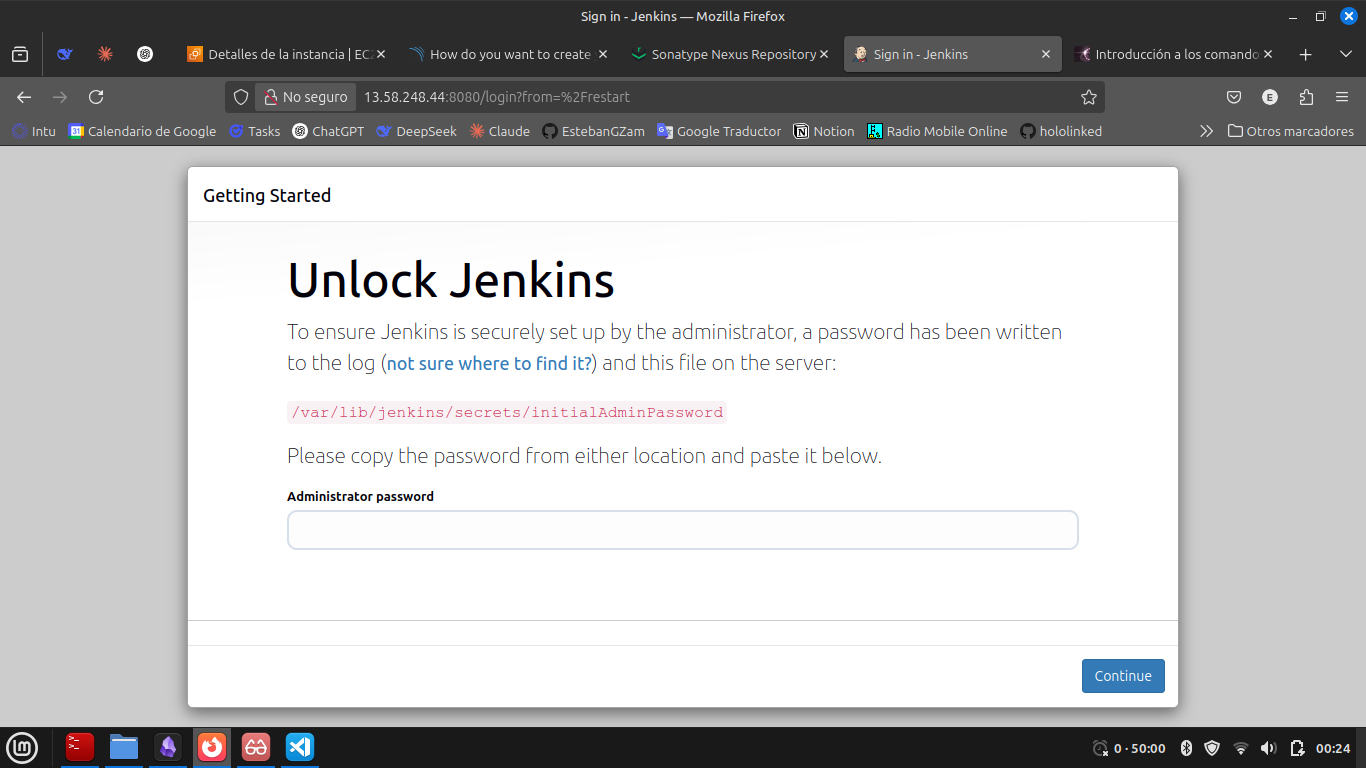 Sign in - Jenkins — Mozilla Firefox
Detalles de la instancia | EC2
How do you want to create
Sonatype Nexus Repository
Sign in - Jenkins
Introducción a los comando
No seguro
13.58.248.44:8080/login?from=%2Frestart
E
Intu
31
Calendario de Google
Tasks
ChatGPT
DeepSeek
Claude
EstebanGZam
Google Traductor
Notion
Radio Mobile Online
hololinked
Otros marcadores
Getting Started
Unlock Jenkins
To ensure Jenkins is securely set up by the administrator, a password has been written
to the log (not sure where to find it?) and this file on the server:
/var/lib/jenkins/secrets/initialAdminPassword
Please copy the password from either location and paste it below.
Administrator password
Continue
0 · 50:00
00:24